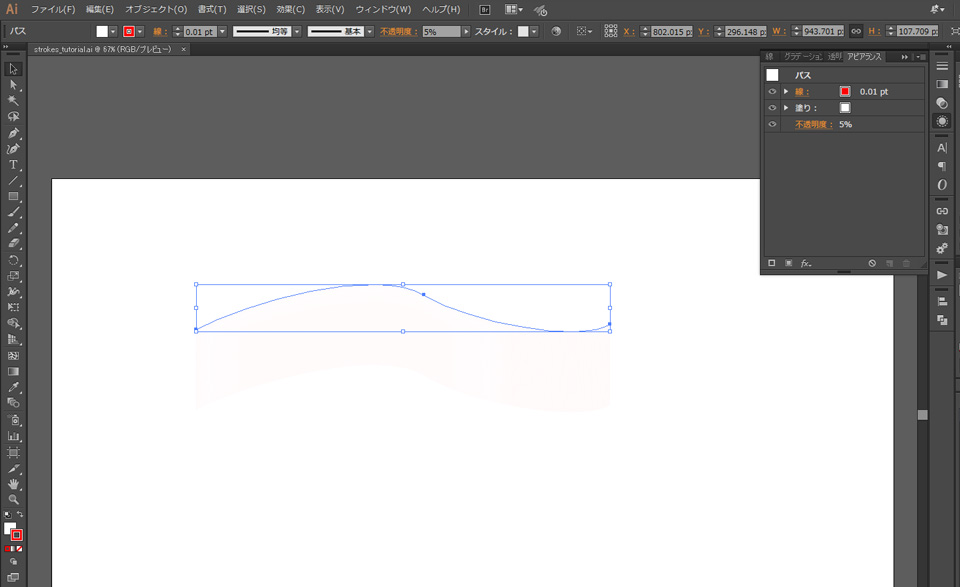 Ai ファイル(F) 編集(E) オブジェクト(O) 書式(T) 選択(S) 効果(C) 表示(V) ウィンドウ(W) ヘルプ(H) Br
パス 線 : 0.01 pt 均等 基本 不透明度 : 5% スタイル : X : 802.015 p Y : 296.148 p W : 943.701 p H : 107.709 p
strokes_tutorial.ai @ 67% (RGB/プレビュー) ×
線 グラデーション 透明 アピアランス
パス
線 : 0.01 pt
塗り :
不透明度 : 5%
fx.